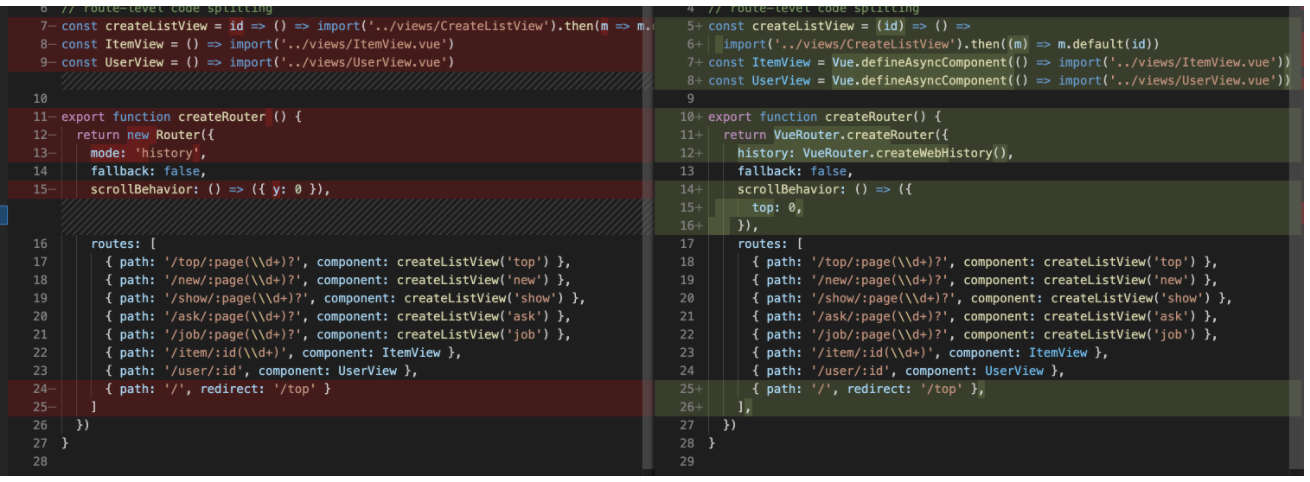 6 // route-level code splitting
7— const createListView = id => () => import('../views/CreateListView').then(m => m.
8— const ItemView = () => import('../views/ItemView.vue')
9— const UserView = () => import('../views/UserView.vue')
10
11— export function createRouter () {
12— return new Router({
13— mode: 'history',
14 fallback: false,
15— scrollBehavior: () => ({ y: 0 }),
16 routes: [
17 { path: '/top/:page(\\d+)?', component: createListView('top') },
18 { path: '/new/:page(\\d+)?', component: createListView('new') },
19 { path: '/show/:page(\\d+)?', component: createListView('show') },
20 { path: '/ask/:page(\\d+)?', component: createListView('ask') },
21 { path: '/job/:page(\\d+)?', component: createListView('job') },
22 { path: '/item/:id(\\d+)', component: ItemView },
23 { path: '/user/:id', component: UserView },
24— { path: '/', redirect: '/top' }
25— ]
26 })
27 }
28
4 // route-level code splitting
5+ const createListView = (id) => () =>
6+ import('../views/CreateListView').then((m) => m.default(id))
7+ const ItemView = Vue.defineAsyncComponent(() => import('../views/ItemView.vue'))
8+ const UserView = Vue.defineAsyncComponent(() => import('../views/UserView.vue'))
9
10+ export function createRouter() {
11+ return VueRouter.createRouter({
12+ history: VueRouter.createWebHistory(),
13 fallback: false,
14+ scrollBehavior: () => ({
15+ top: 0,
16+ }),
17 routes: [
18 { path: '/top/:page(\\d+)?', component: createListView('top') },
19 { path: '/new/:page(\\d+)?', component: createListView('new') },
20 { path: '/show/:page(\\d+)?', component: createListView('show') },
21 { path: '/ask/:page(\\d+)?', component: createListView('ask') },
22 { path: '/job/:page(\\d+)?', component: createListView('job') },
23 { path: '/item/:id(\\d+)', component: ItemView },
24 { path: '/user/:id', component: UserView },
25+ { path: '/', redirect: '/top' },
26+ ],
27 })
28 }
29